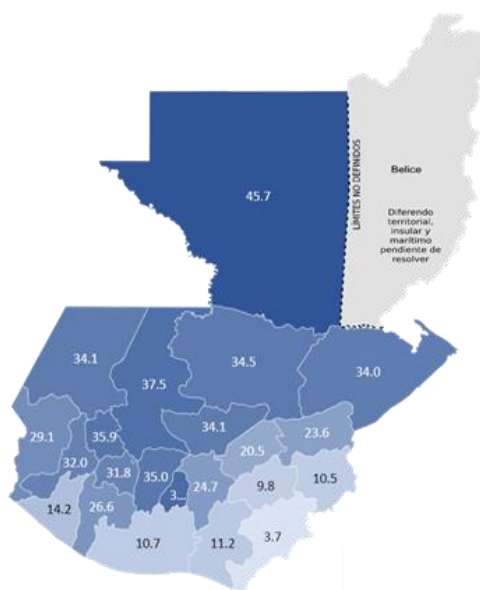 45.7
LÍMITES NO DEFINIDOS
Belice
Diferendo
territorial,
insular y
marítimo
pendiente de
resolver
34.1
37.5
34.5
34.0
29.1
35.9
34.1
23.6
32.0
31.8
35.0
3...
24.7
20.5
9.8
10.5
14.2
26.6
10.7
11.2
3.7